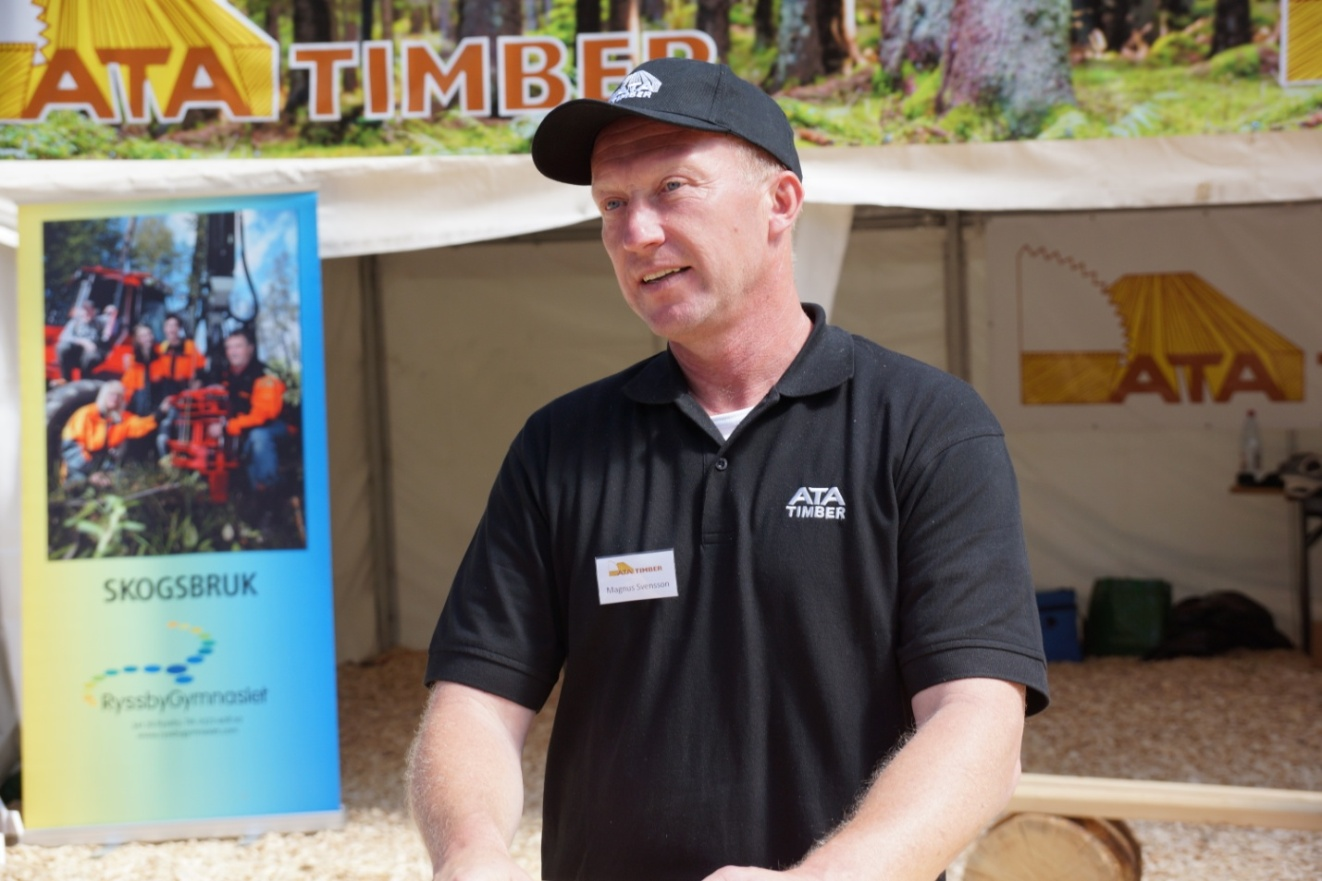 ATA TIMBER
ATA
TIMBER
ATA
ATA
TIMBER
ATA TIMBER
Magnus Svensson
SKOGSBRUK
RyssbyGymnasiet